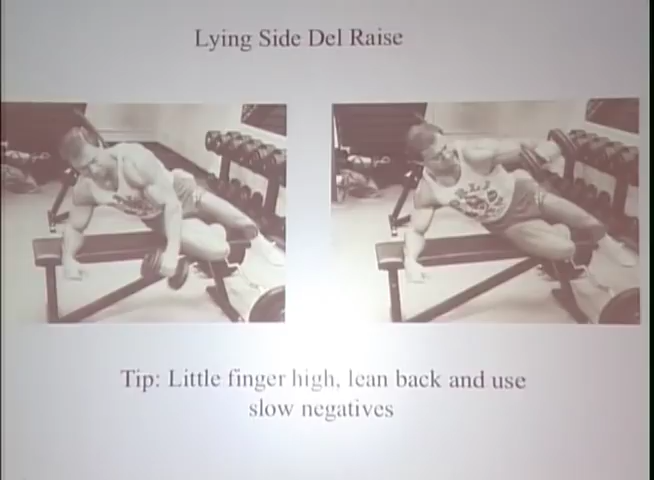 Lying Side Del Raise
Tip: Little finger high, lean back and use
slow negatives